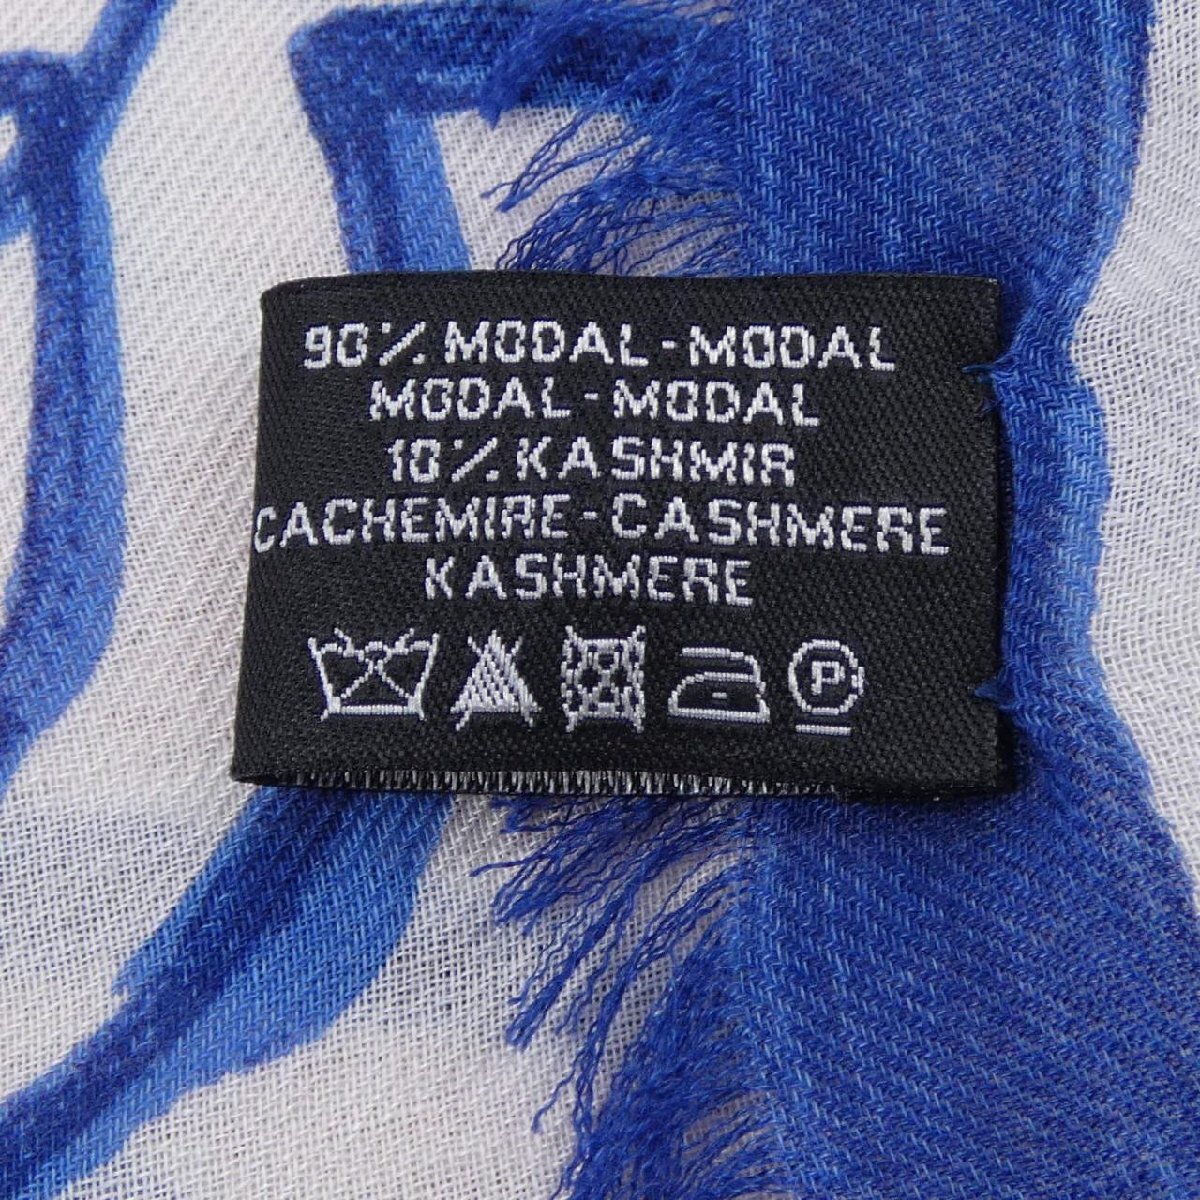 90% MODAL - MODAL
MODAL - MODAL
10% KASHMIR
CACHEMIRE - CASHMERE
KASHMERE
P